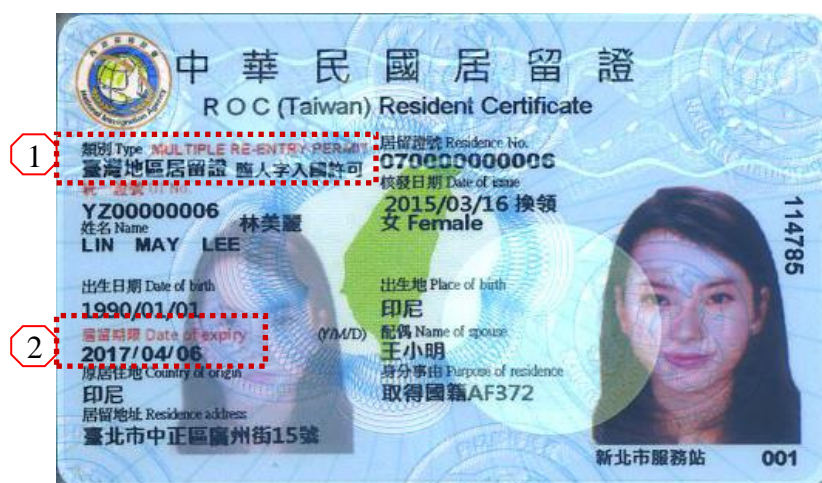 中華民國居留證
ROC (Taiwan) Resident Certificate
1
類別 Type MULTIPLE RE-ENTRY PERMIT
臺灣地區居留證 臨人字入國許可
居留證號 Residence No.
070000000006
統一證號 UI No.
YZ00000006
核發日期 Date of issue
2015/03/16 換領
姓名 Name
林美麗
LIN MAY LEE
女 Female
114785
出生日期 Date of birth
1990/01/01
出生地 Place of birth
印尼
2
居留期限 Date of expiry (Y/M/D)
2017/04/06
配偶 Name of spouse
王小明
原居住地 Country of origin
印尼
身分事由 Purpose of residence
取得國籍AF372
居留地址 Residence address
臺北市中正區廣州街15號
新北市服務站 001